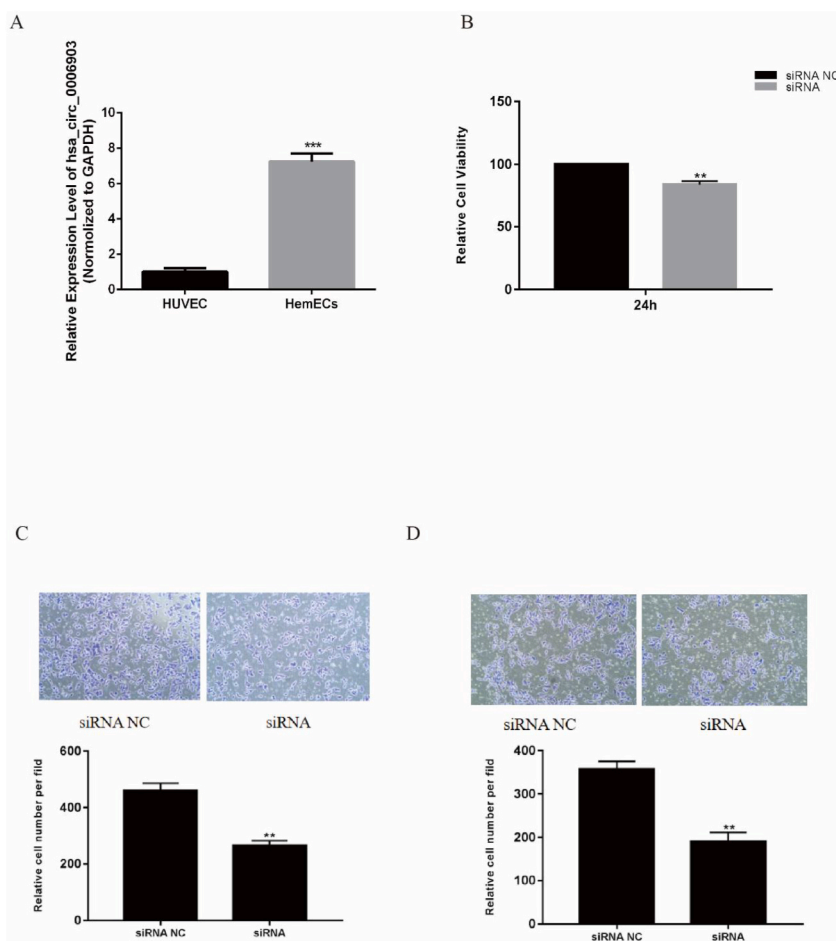 A
Relative Expression Level of hsa_circ_0006903
(Normolized to GAPDH)
10
8
6
4
2
0
***
HUVEC
HemECs
B
siRNA NC
siRNA
Relative Cell Viability
150
100
50
0
**
24h
C
siRNA NC
siRNA
Relative cell number per fild
600
400
200
0
**
siRNA NC
siRNA
D
siRNA NC
siRNA
Relative cell number per fild
400
300
200
100
0
**
siRNA NC
siRNA